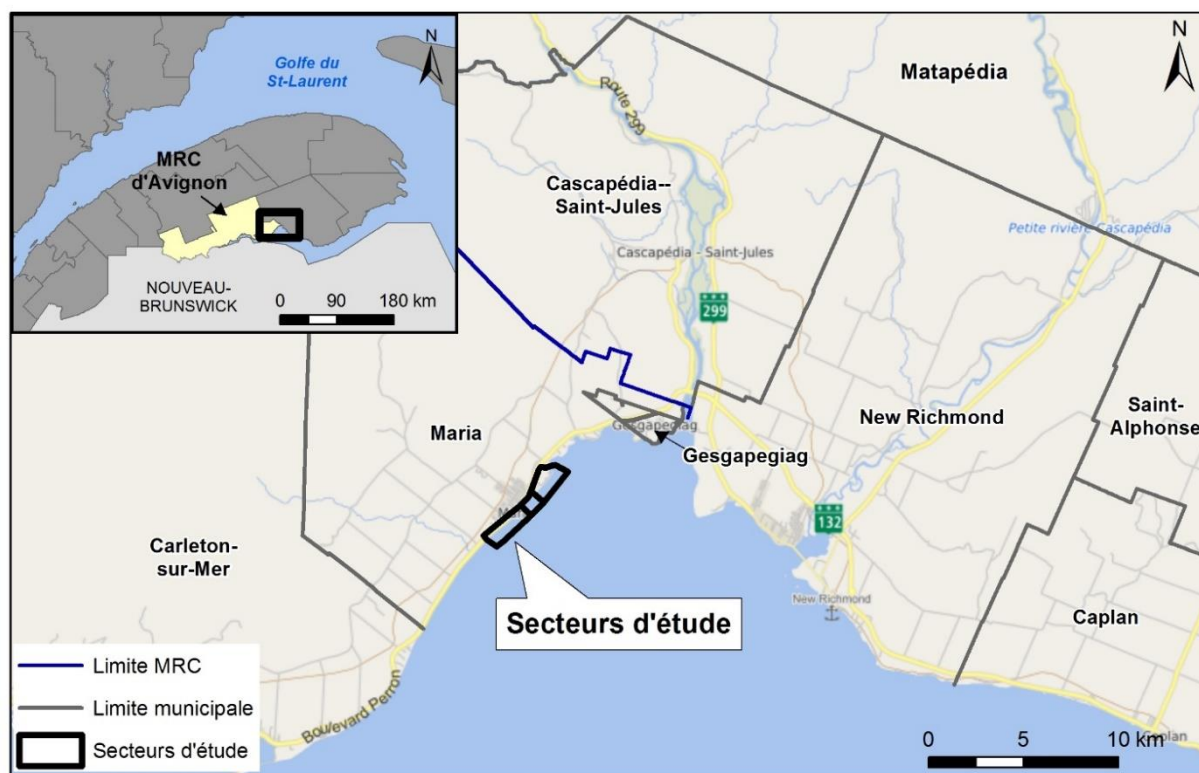 N
Golfe du
St-Laurent
MRC
d'Avignon
NOUVEAU-
BRUNSWICK
0 90 180 km
N
Matapédia
Route 299
Cascapédia--
Saint-Jules
Cascapédia - Saint-Jules
Petite rivière Cascapédia
299
New Richmond
Saint-
Alphonse
Maria
Gesgapegiag
Gesgapegiag
132
Carleton-
sur-Mer
New Richmond
Caplan
Secteurs d'étude
Boulevard Perron
Caplan
Limite MRC
Limite municipale
Secteurs d'étude
0 5 10 km